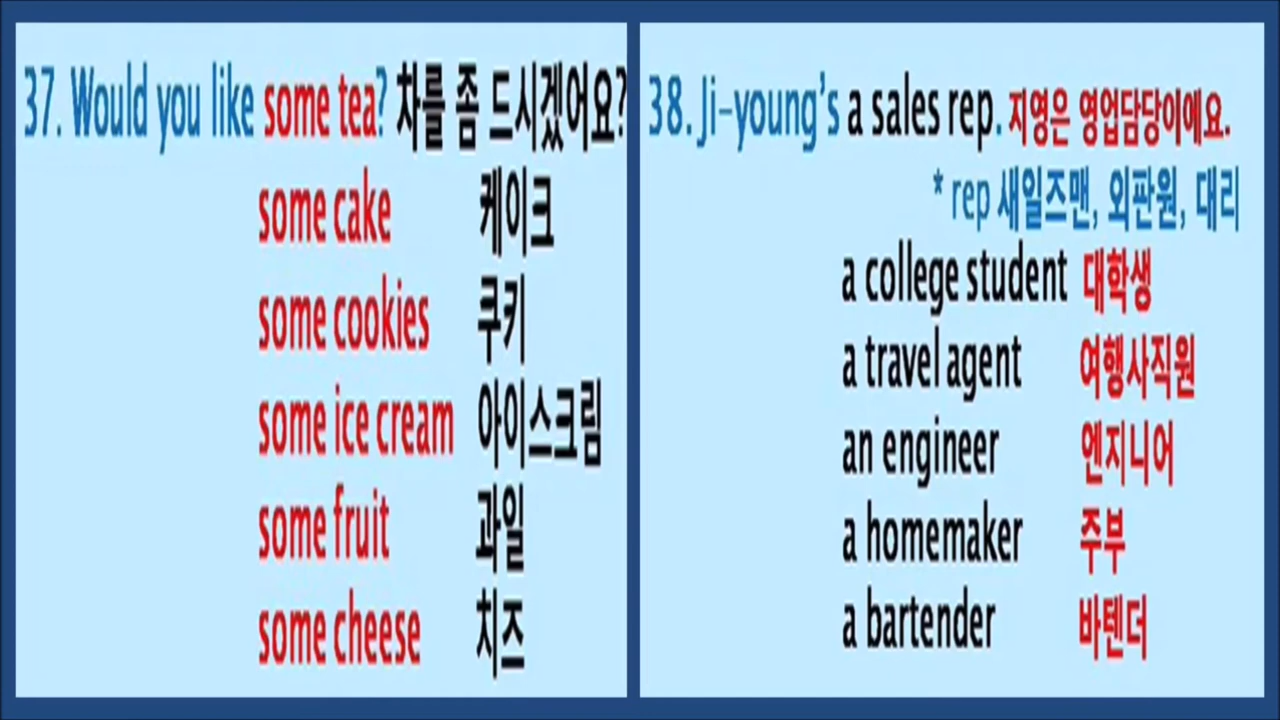 37. Would you like some tea? 차를 좀 드시겠어요?
some cake 케이크
some cookies 쿠키
some ice cream 아이스크림
some fruit 과일
some cheese 치즈
38. Ji-young's a sales rep. 지영은 영업담당이에요.
* rep 새일즈맨, 외판원, 대리
a college student 대학생
a travel agent 여행사직원
an engineer 엔지니어
a homemaker 주부
a bartender 바텐더